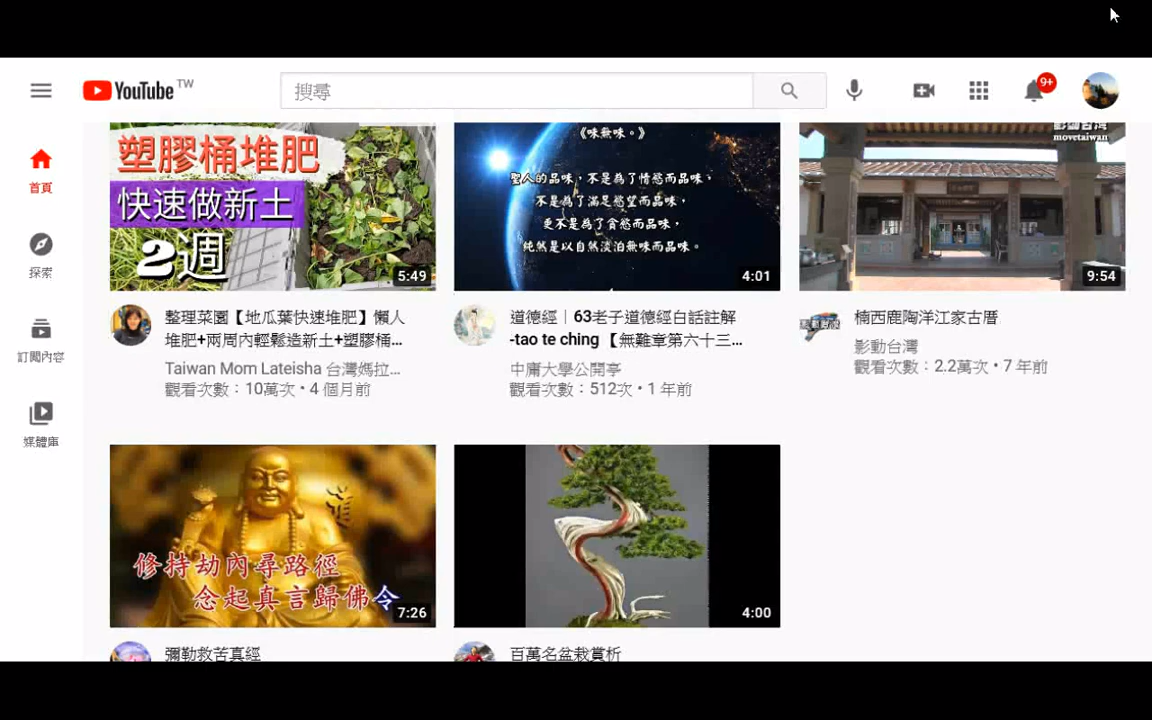 YouTube TW
搜尋
9+
首頁
探索
訂閱內容
媒體庫
塑膠桶堆肥
快速做新土
2週
5:49
整理菜園【地瓜葉快速堆肥】懶人
堆肥+兩周內輕鬆造新土+塑膠桶...
Taiwan Mom Lateisha 台灣媽拉...
觀看次數：10萬次 • 4 個月前
《味無味。》
聖人的品味，不是為了情慾而品味，
不是為了滿足慾望而品味，
更不是為了貪慾而品味，
純然是以自然淡泊無味而品味。
4:01
道德經｜63老子道德經白話註解
-tao te ching 【無難章第六十三...
中庸大學公開亭
觀看次數：512次 • 1 年前
影動台灣
movetaiwan
9:54
楠西鹿陶洋江家古厝
影動台灣
觀看次數：2.2萬次 • 7 年前
道
修持劫內尋路徑
念起真言歸佛令
7:26
彌勒救苦真經
4:00
百萬名盆栽賞析